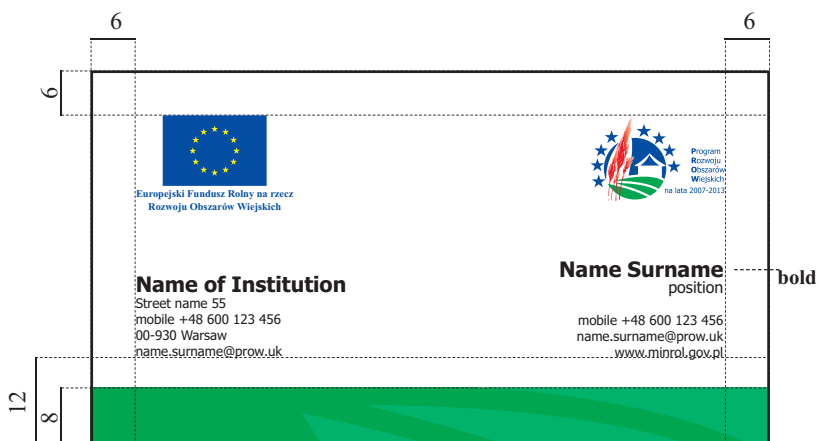 6
6
6
Europejski Fundusz Rolny na rzecz
Rozwoju Obszarów Wiejskich
Program
Rozwoju
Obszarów
Wiejskich
na lata 2007-2013
Name of Institution
Street name 55
mobile +48 600 123 456
00-930 Warsaw
name.surname@prow.uk
Name Surname
position
mobile +48 600 123 456
name.surname@prow.uk
www.minrol.gov.pl
bold
12
8